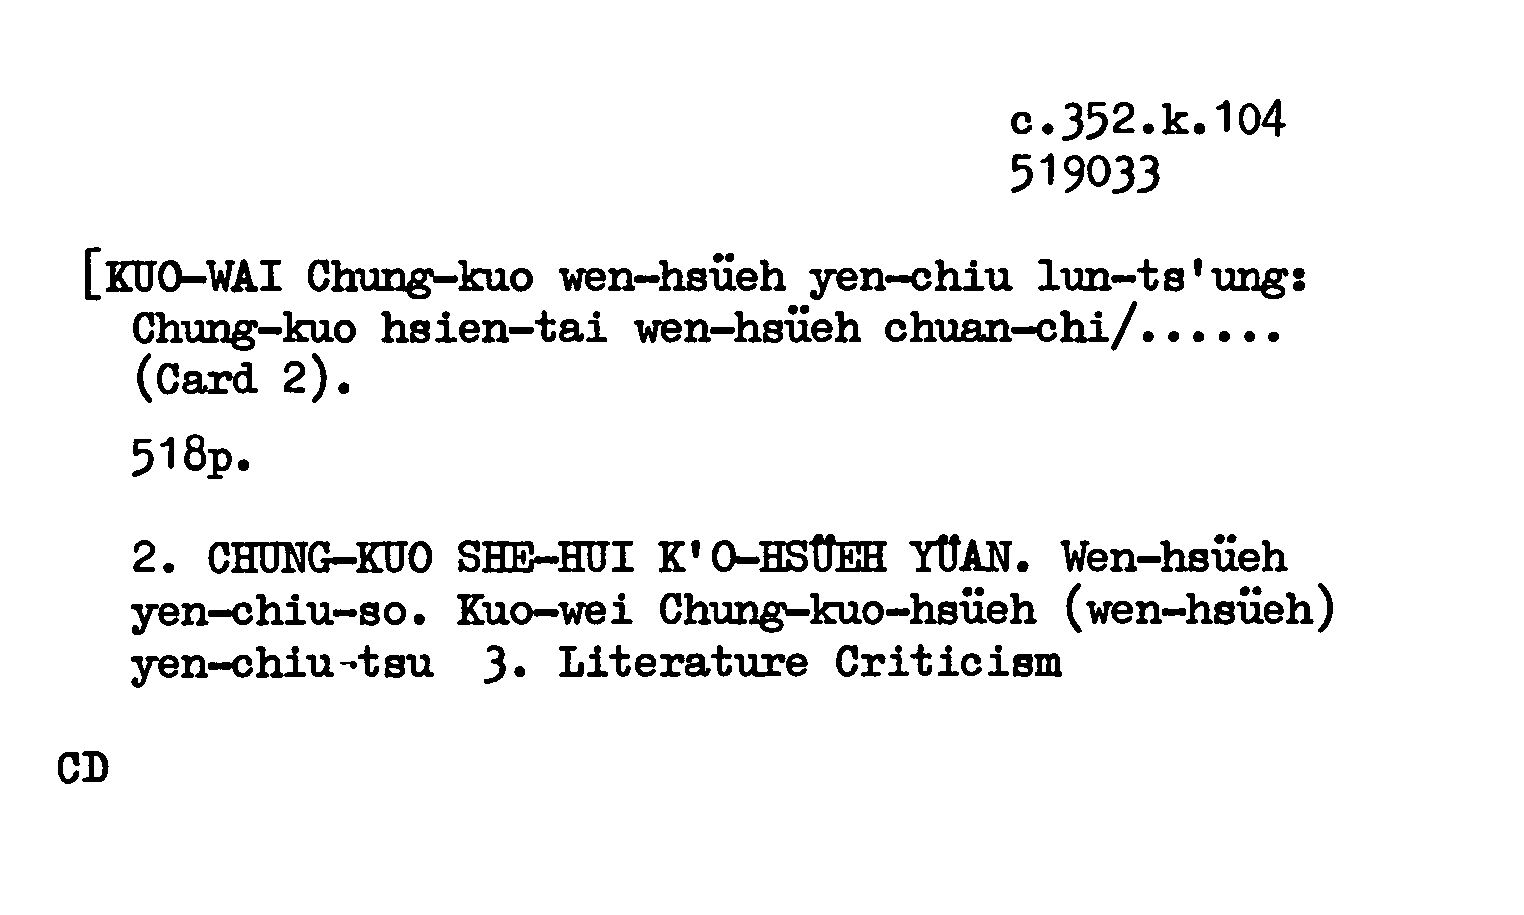 c.352.k.104
519033
[KUO-WAI Chung-kuo wen-hsüeh yen-chiu lun-ts'ung:
Chung-kuo hsien-tai wen-hsüeh chuan-chi/......
(Card 2).
518p.
2. CHUNG-KUO SHE-HUI K'O-HSÜEH YÜAN. Wen-hsüeh
yen-chiu-so. Kuo-wei Chung-kuo-hsüeh (wen-hsüeh)
yen-chiu-tsu 3. Literature Criticism
CD